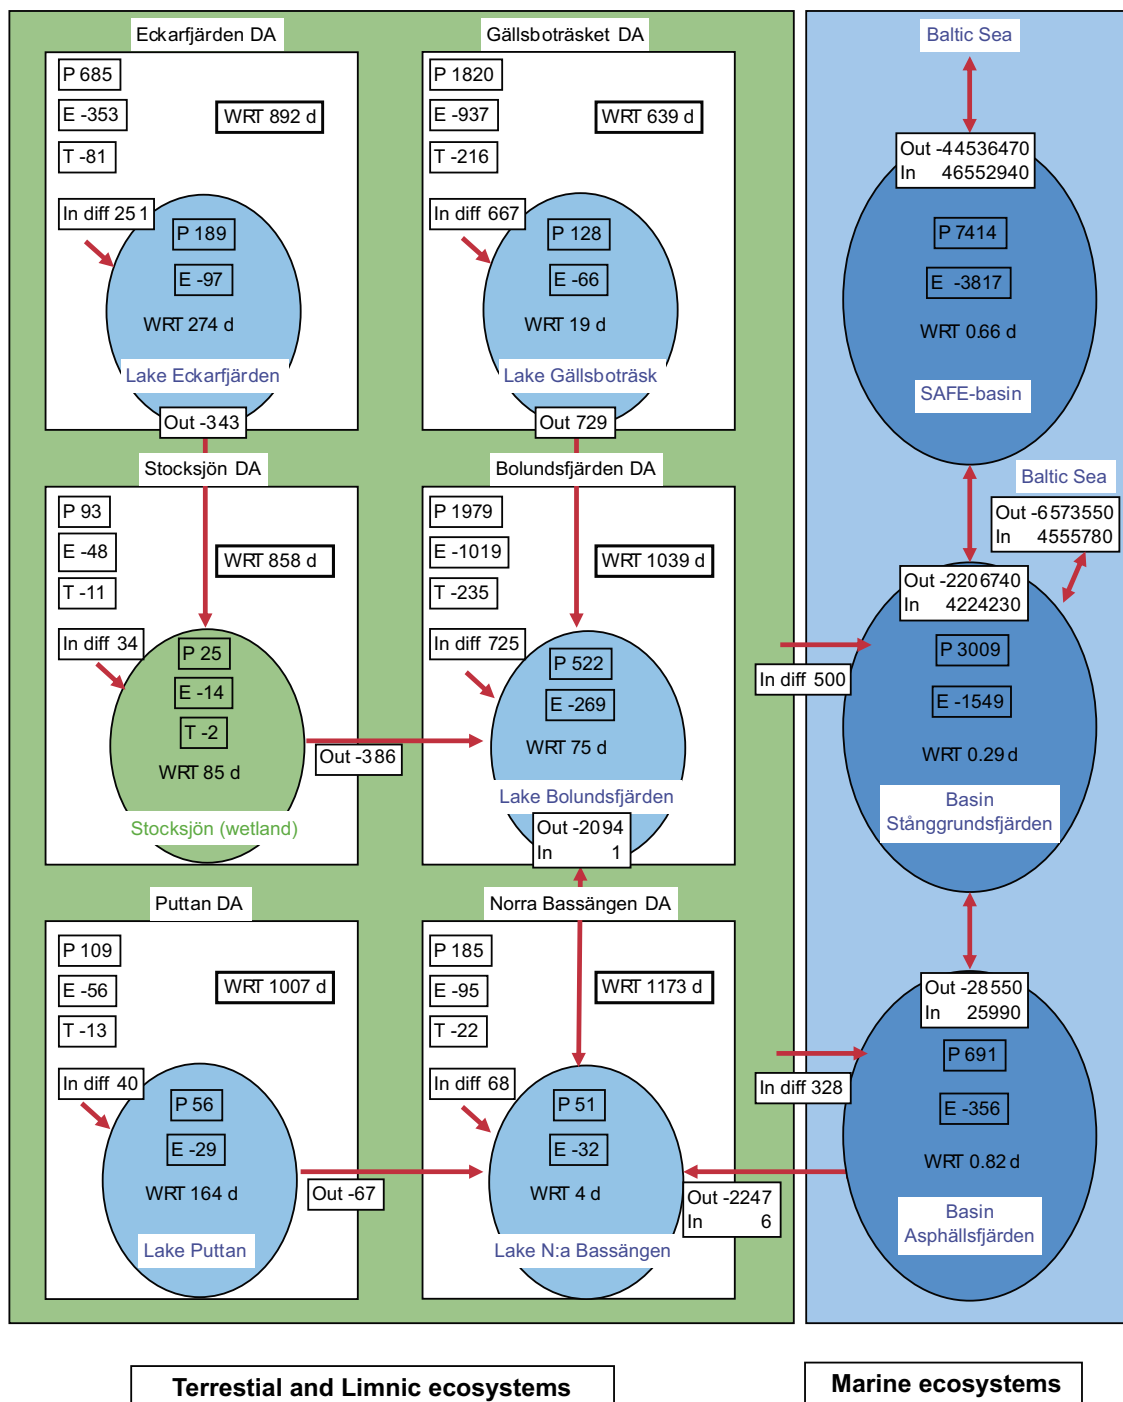 Eckarfjärden DA
P 685
E -353
T -81
WRT 892 d
In diff 251
P 189
E -97
WRT 274 d
Lake Eckarfjärden
Out -343
Gällsboträsket DA
P 1820
E -937
T -216
WRT 639 d
In diff 667
P 128
E -66
WRT 19 d
Lake Gällsboträsk
Out 729
Stocksjön DA
P 93
E -48
T -11
WRT 858 d
In diff 34
P 25
E -14
T -2
WRT 85 d
Stocksjön (wetland)
Out -386
Bolundsfjärden DA
P 1979
E -1019
T -235
WRT 1039 d
In diff 725
P 522
E -269
WRT 75 d
Lake Bolundsfjärden
Out -2094
In 1
Puttan DA
P 109
E -56
T -13
WRT 1007 d
In diff 40
P 56
E -29
WRT 164 d
Lake Puttan
Out -67
Norra Bassängen DA
P 185
E -95
T -22
WRT 1173 d
In diff 68
P 51
E -32
WRT 4 d
Lake N:a Bassängen
Out -2247
In 6
Baltic Sea
Out -44536470
In 46552940
P 7414
E -3817
WRT 0.66 d
SAFE-basin
Baltic Sea
Out -6573550
In 4555780
Out -2206740
In 4224230
In diff 500
P 3009
E -1549
WRT 0.29 d
Basin
Stånggrundsfjärden
Out -28550
In 25990
In diff 328
P 691
E -356
WRT 0.82 d
Basin
Asphällsfjärden
Terrestial and Limnic ecosystems
Marine ecosystems